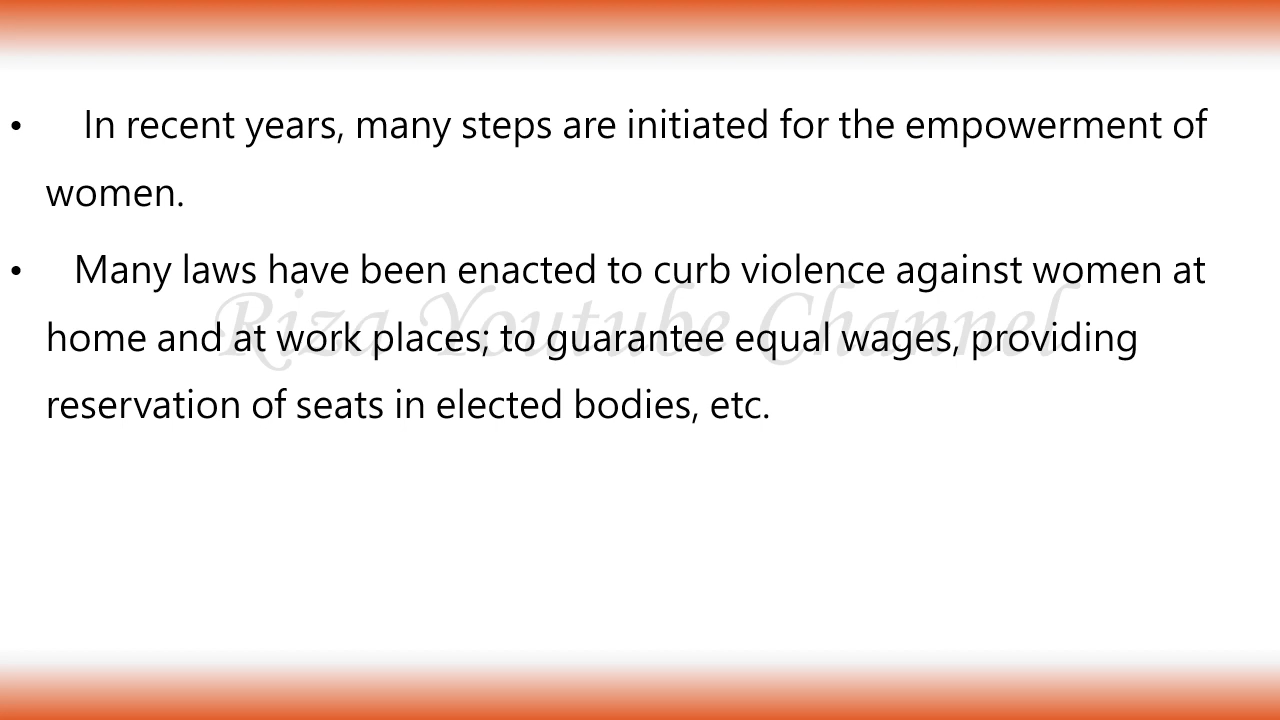 • In recent years, many steps are initiated for the empowerment of
women.
• Many laws have been enacted to curb violence against women at
Riza Youtube Channel
home and at work places; to guarantee equal wages, providing
reservation of seats in elected bodies, etc.